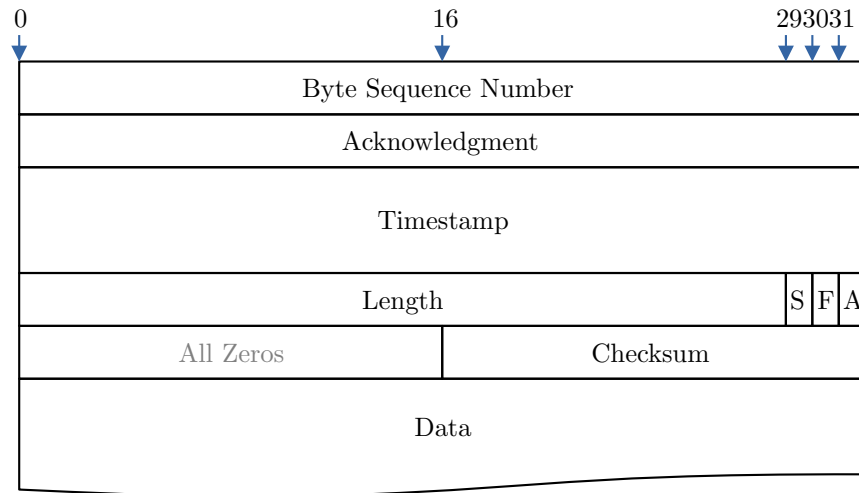 0 16 29 30 31
Byte Sequence Number
Acknowledgment
Timestamp
Length S F A
All Zeros Checksum
Data